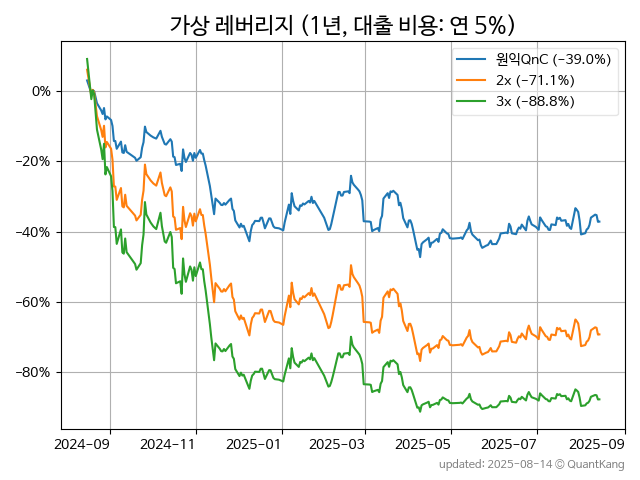 가상 레버리지 (1년, 대출 비용: 연 5%)
원익QnC (−39.0%)
2x (−71.1%)
3x (−88.8%)
0%
−20%
−40%
−60%
−80%
2024-09 2024-11 2025-01 2025-03 2025-05 2025-07 2025-09
updated: 2025-08-14 © QuantKang